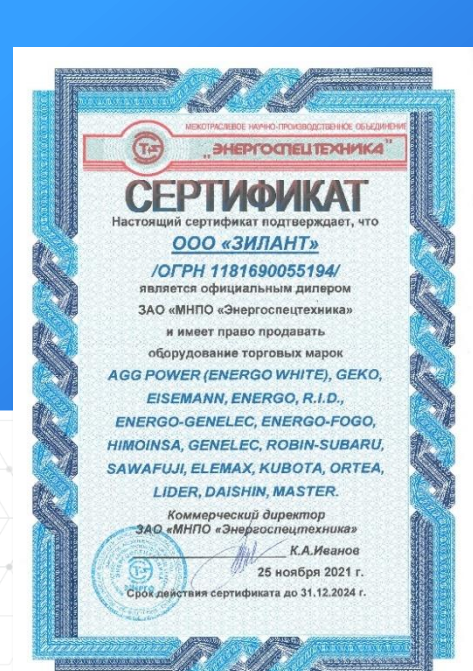 МЕЖОТРАСЛЕВОЕ НАУЧНО-ПРОИЗВОДСТВЕННОЕ ОБЪЕДИНЕНИЕ
„ЭНЕРГОСПЕЦТЕХНИКА"
СЕРТИФИКАТ
Настоящий сертификат подтверждает, что
ООО «ЗИЛАНТ»
/ОГРН 1181690055194/
является официальным дилером
ЗАО «МНПО «Энергоспецтехника»
и имеет право продавать
оборудование торговых марок
AGG POWER (ENERGO WHITE), GEKO,
EISEMANN, ENERGO, R.I.D.,
ENERGO-GENELEC, ENERGO-FOGO,
HIMOINSA, GENELEC, ROBIN-SUBARU,
SAWAFUJI, ELEMAX, KUBOTA, ORTEA,
LIDER, DAISHIN, MASTER.
Коммерческий директор
ЗАО «МНПО «Энергоспецтехника»
К.А.Иванов
25 ноября 2021 г.
Срок действия сертификата до 31.12.2024 г.